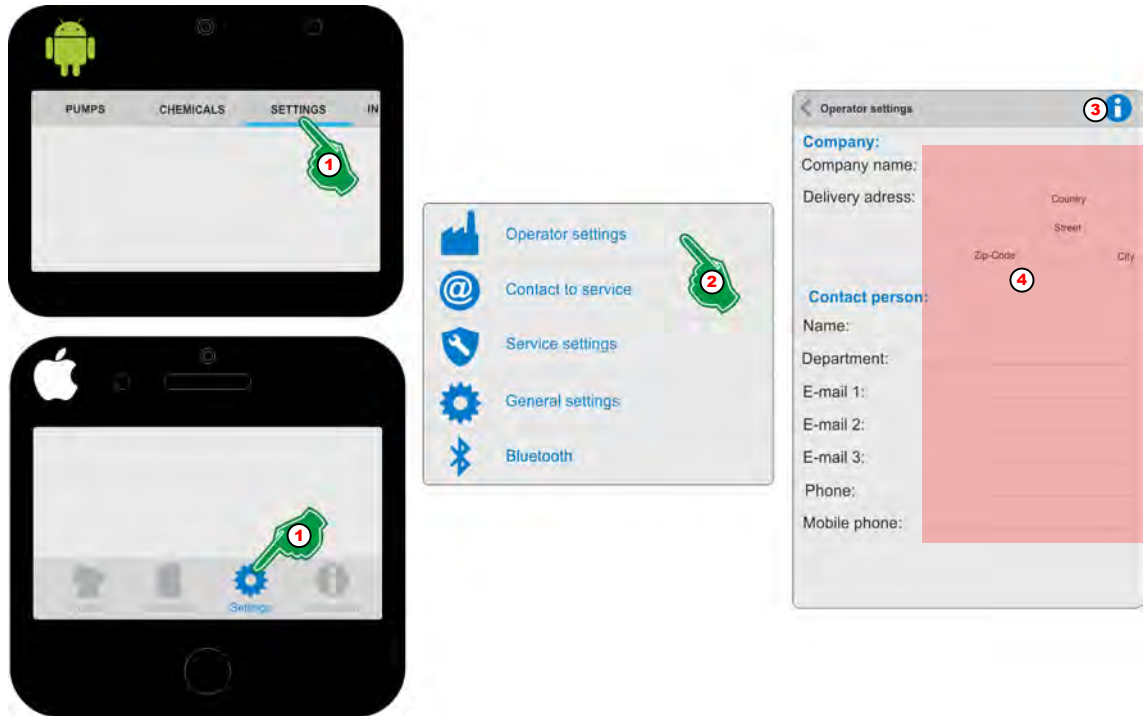 PUMPS CHEMICALS SETTINGS IN
1
Settings
1
Operator settings
2
Contact to service
Service settings
General settings
Bluetooth
Operator settings
3
Company:
Company name:
Delivery adress:
Country
Street
Zip-Code
City
4
Contact person:
Name:
Department:
E-mail 1:
E-mail 2:
E-mail 3:
Phone:
Mobile phone: